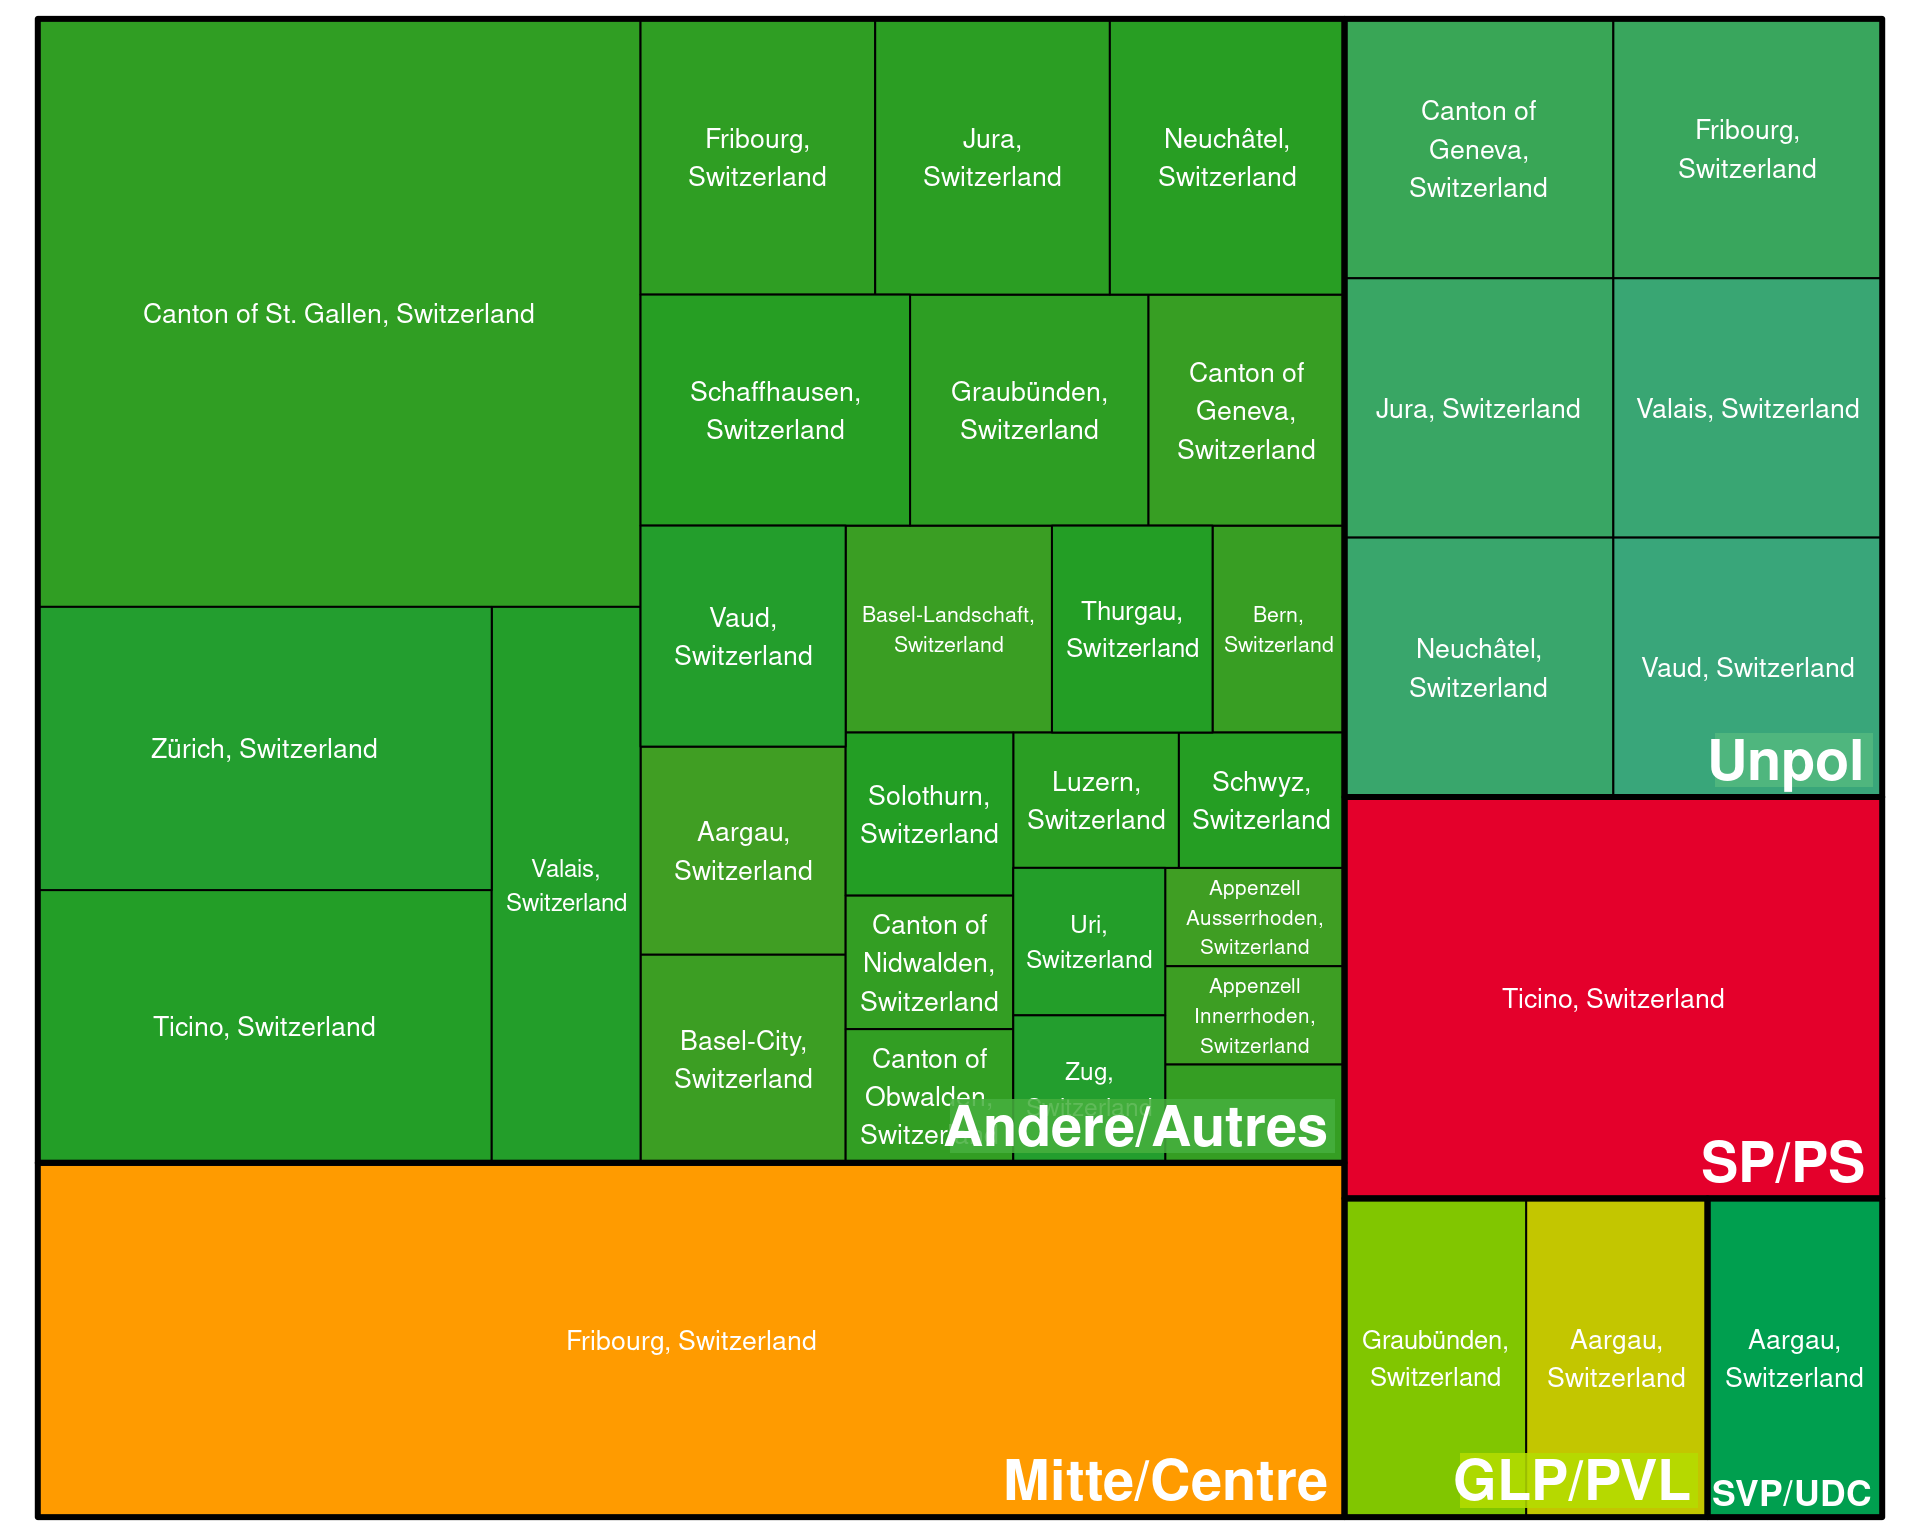 Canton of St. Gallen, Switzerland
Fribourg,
Switzerland
Jura,
Switzerland
Neuchâtel,
Switzerland
Schaffhausen,
Switzerland
Graubünden,
Switzerland
Canton of
Geneva,
Switzerland
Zürich, Switzerland
Ticino, Switzerland
Valais,
Switzerland
Vaud,
Switzerland
Basel-Landschaft,
Switzerland
Thurgau,
Switzerland
Bern,
Switzerland
Aargau,
Switzerland
Basel-City,
Switzerland
Solothurn,
Switzerland
Luzern,
Switzerland
Schwyz,
Switzerland
Canton of
Nidwalden,
Switzerland
Canton of
Obwalden,
Switzerland
Uri,
Switzerland
Zug,
Switzerland
Appenzell
Ausserrhoden,
Switzerland
Appenzell
Innerrhoden,
Switzerland
Andere/Autres
Fribourg, Switzerland
Mitte/Centre
Canton of
Geneva,
Switzerland
Fribourg,
Switzerland
Jura, Switzerland
Valais, Switzerland
Neuchâtel,
Switzerland
Vaud, Switzerland
Unpol
Ticino, Switzerland
SP/PS
Graubünden,
Switzerland
Aargau,
Switzerland
GLP/PVL
Aargau,
Switzerland
SVP/UDC